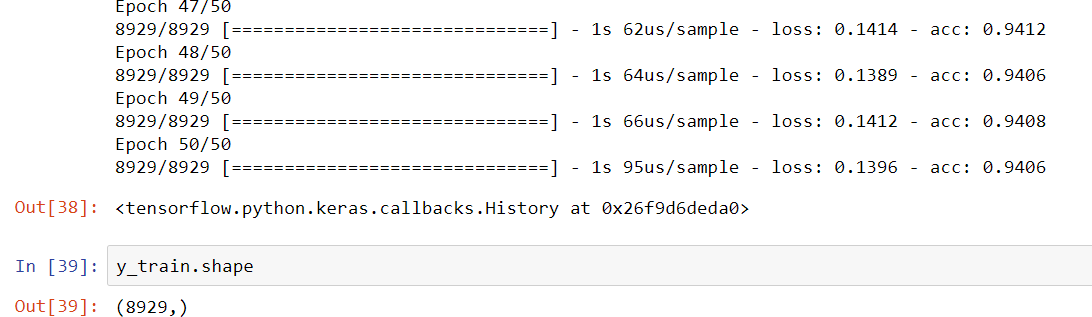 Epoch 47/50
8929/8929 [==============================] - 1s 62us/sample - loss: 0.1414 - acc: 0.9412
Epoch 48/50
8929/8929 [==============================] - 1s 64us/sample - loss: 0.1389 - acc: 0.9406
Epoch 49/50
8929/8929 [==============================] - 1s 66us/sample - loss: 0.1412 - acc: 0.9408
Epoch 50/50
8929/8929 [==============================] - 1s 95us/sample - loss: 0.1396 - acc: 0.9406
Out[38]: <tensorflow.python.keras.callbacks.History at 0x26f9d6deda0>
In [39]: y_train.shape
Out[39]: (8929,)